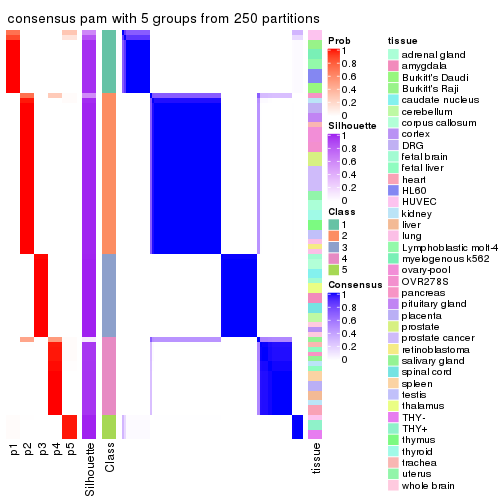 consensus pam with 5 groups from 250 partitions
Prob
1
0.8
0.6
0.4
0.2
0
Silhouette
1
0.8
0.6
0.4
0.2
0
Class
1
2
3
4
5
Consensus
1
0.8
0.6
0.4
0.2
0
tissue
adrenal gland
amygdala
Burkitt's Daudi
Burkitt's Raji
caudate nucleus
cerebellum
corpus callosum
cortex
DRG
fetal brain
fetal liver
heart
HL60
HUVEC
kidney
liver
lung
Lymphoblastic molt-4
myelogenous k562
ovary-pool
OVR278S
pancreas
pituitary gland
placenta
prostate
prostate cancer
retinoblastoma
salivary gland
spinal cord
spleen
testis
thalamus
THY-
THY+
thymus
thyroid
trachea
uterus
whole brain
p1
p2
p3
p4
p5
Silhouette
Class
tissue